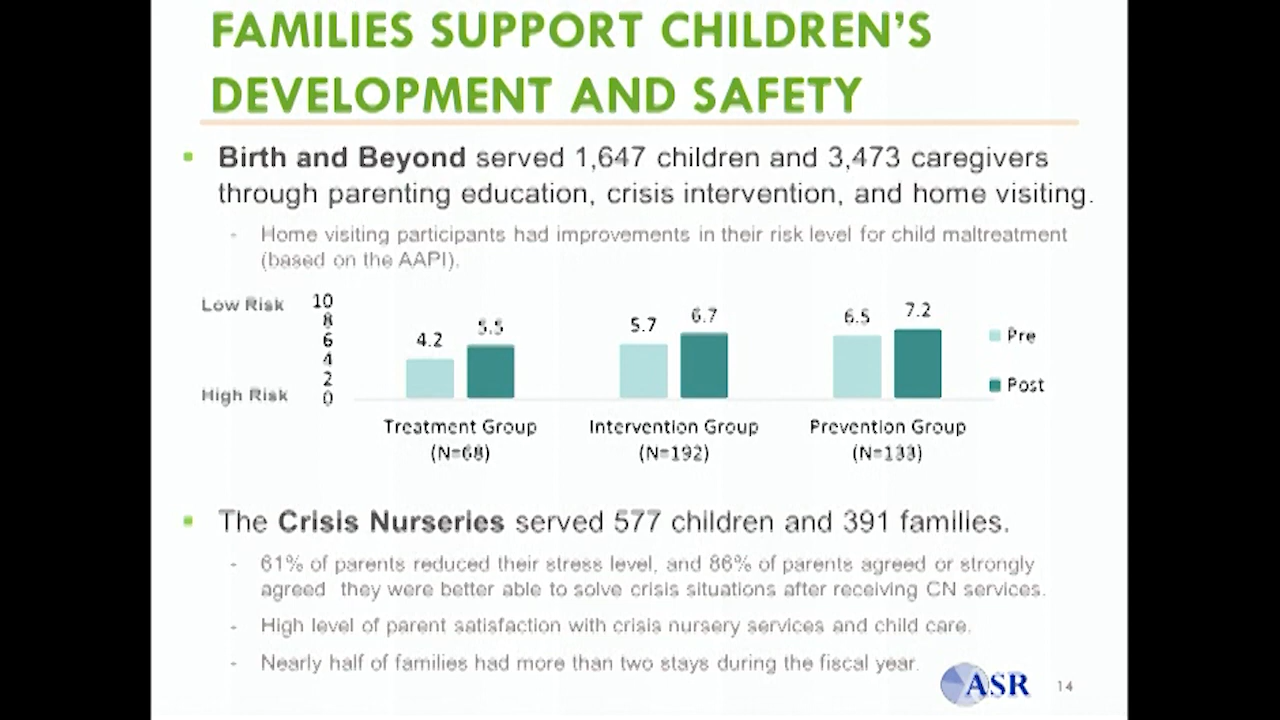 FAMILIES SUPPORT CHILDREN'S
DEVELOPMENT AND SAFETY
▪ Birth and Beyond served 1,647 children and 3,473 caregivers
through parenting education, crisis intervention, and home visiting.
- Home visiting participants had improvements in their risk level for child maltreatment
(based on the AAPI).
Low Risk
High Risk
10
8
6
4
2
0
4.2
5.5
5.7
6.7
6.5
7.2
Pre
Post
Treatment Group
(N=68)
Intervention Group
(N=192)
Prevention Group
(N=133)
▪ The Crisis Nurseries served 577 children and 391 families.
- 61% of parents reduced their stress level, and 86% of parents agreed or strongly
agreed they were better able to solve crisis situations after receiving CN services.
- High level of parent satisfaction with crisis nursery services and child care.
- Nearly half of families had more than two stays during the fiscal year.
ASR
14